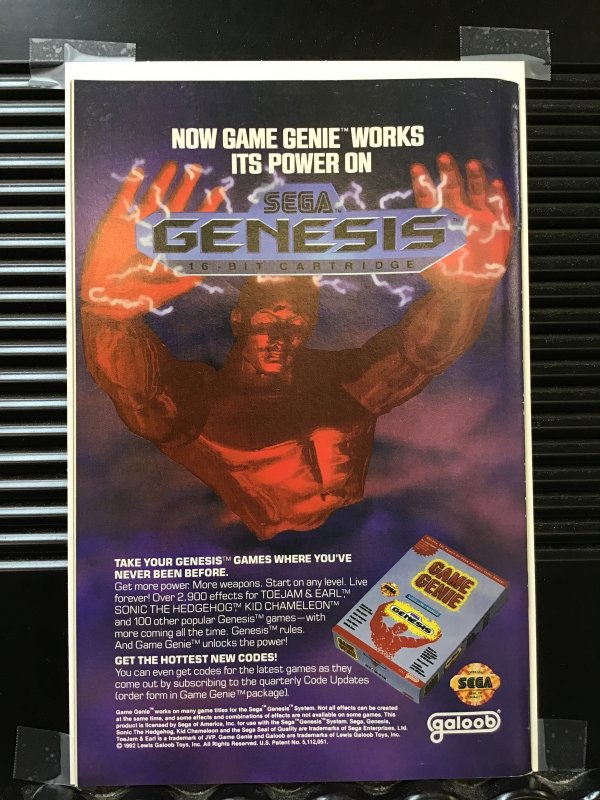 NOW GAME GENIE™ WORKS
ITS POWER ON
SEGA™
GENESIS™
16-BIT CARTRIDGE
TAKE YOUR GENESIS™ GAMES WHERE YOU'VE
NEVER BEEN BEFORE.
Get more power. More weapons. Start on any level. Live
forever! Over 2,900 effects for TOEJAM & EARL™
SONIC THE HEDGEHOG™ KID CHAMELEON™
and 100 other popular Genesis™ games—with
more coming all the time. Genesis™ rules.
And Game Genie™ unlocks the power!
GET THE HOTTEST NEW CODES!
You can even get codes for the latest games as they
come out by subscribing to the quarterly Code Updates
(order form in Game Genie™ package).
GAME
GENIE
GENESIS
SEGA
galoob®
Game Genie™ works on many game titles for the Sega™ Genesis™ System. Not all effects can be created
at the same time, and some effects and combinations of effects are not available on some games. This
product is licensed by Sega of America, Inc. for use with the Sega™ Genesis™ System. Sega, Genesis,
Sonic The Hedgehog, Kid Chameleon and the Sega Seal of Quality are trademarks of Sega Enterprises, Ltd.
ToeJam & Earl is a trademark of JVP. Game Genie and Galoob are trademarks of Lewis Galoob Toys, Inc.
© 1992 Lewis Galoob Toys, Inc. All Rights Reserved. U.S. Patent No. 5,112,051.